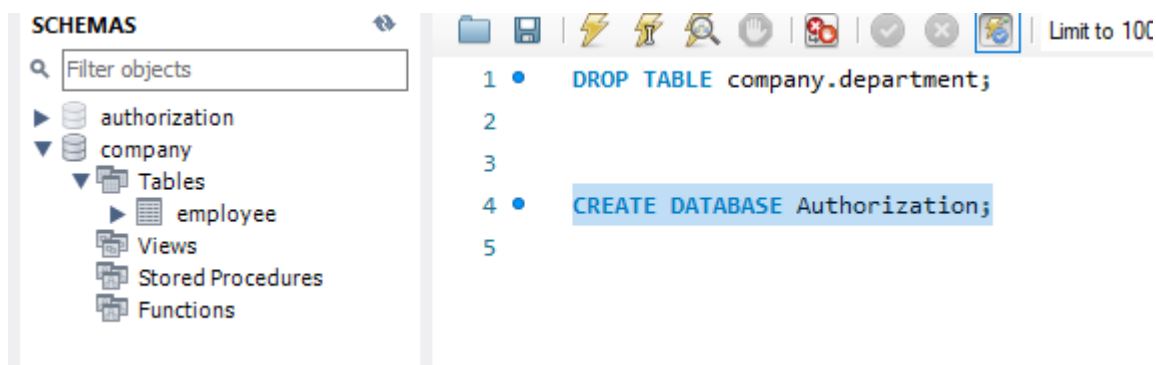 SCHEMAS
Filter objects
authorization
company
Tables
employee
Views
Stored Procedures
Functions
Limit to 100
1 DROP TABLE company.department;
2
3
4 CREATE DATABASE Authorization;
5